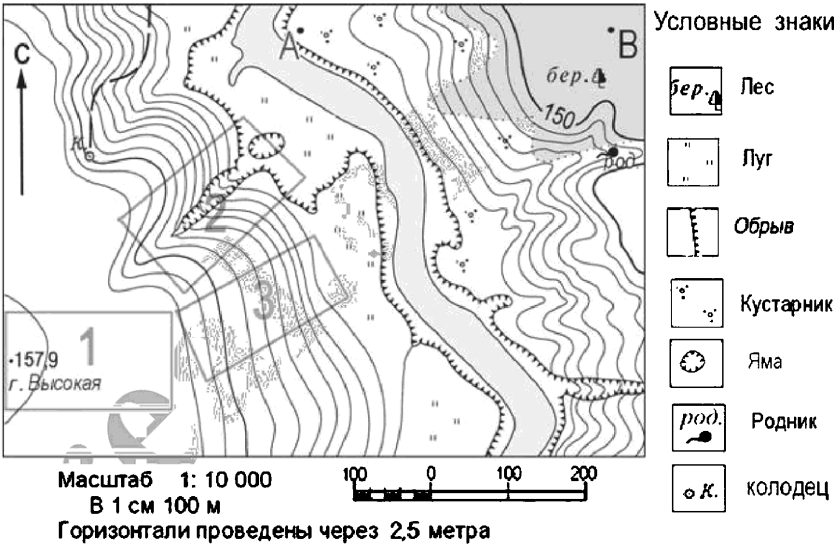 С
А
В
Условные знаки
бер.
150
К.
род.
2
3
1
157,9
г. Высокая
бер. Лес
Луг
Обрыв
Кустарник
Яма
род. Родник
К. колодец
Масштаб 1: 10 000
В 1 см 100 м
100 0 100 200
Горизонтали проведены через 2,5 метра